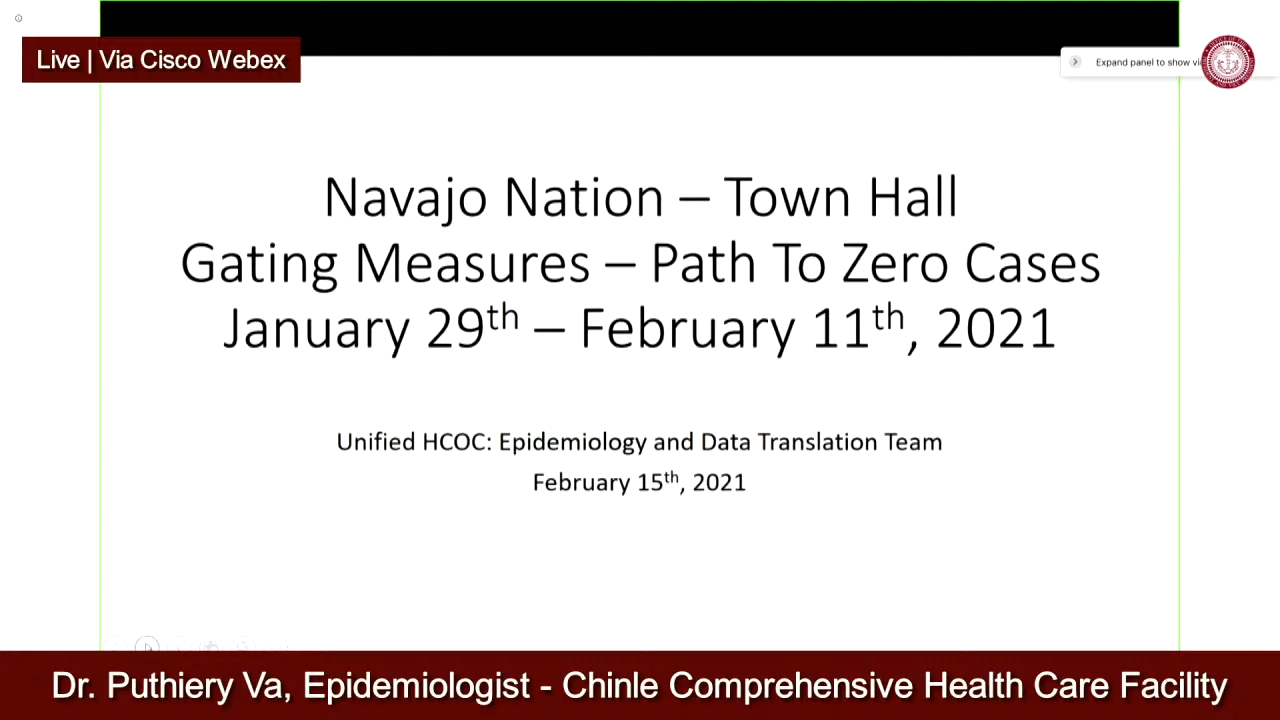 Live | Via Cisco Webex
Expand panel to show
Navajo Nation – Town Hall
Gating Measures – Path To Zero Cases
January 29th – February 11th, 2021
Unified HCOC: Epidemiology and Data Translation Team
February 15th, 2021
Dr. Puthiery Va, Epidemiologist - Chinle Comprehensive Health Care Facility